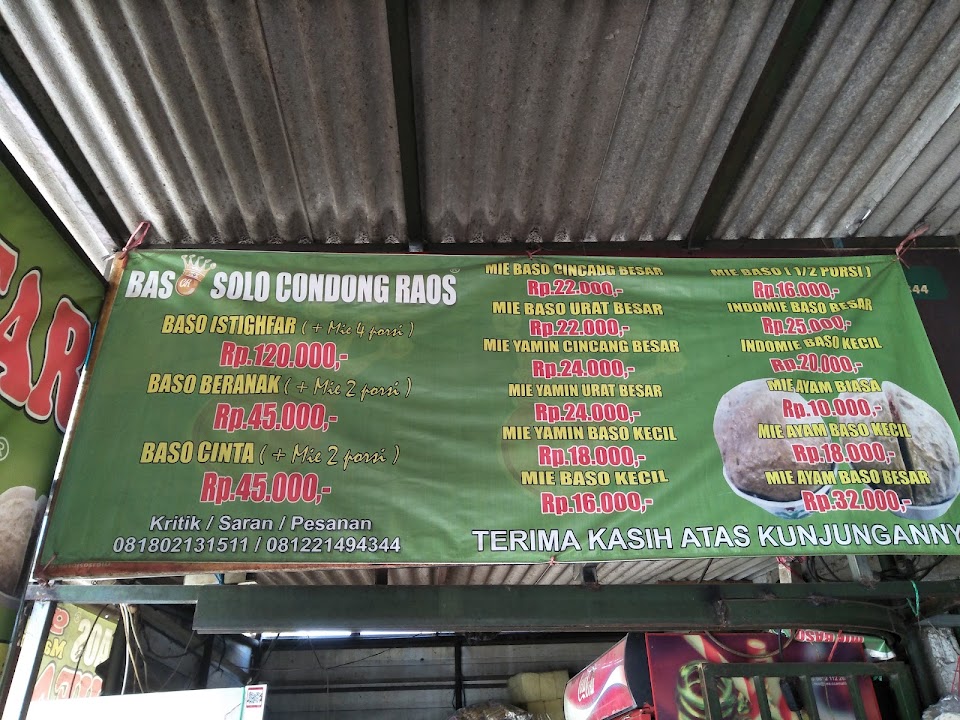 BAS SOLO CONDONG RAOS
BASO ISTIGHFAR ( + Mie 4 porsi )
Rp.120.000,-
BASO BERANAK ( + Mie 2 porsi )
Rp.45.000,-
BASO CINTA ( + Mie 2 porsi )
Rp.45.000,-
Kritik / Saran / Pesanan
081802131511 / 081221494344
MIE BASO CINCANG BESAR
Rp.22.000,-
MIE BASO URAT BESAR
Rp.22.000,-
MIE YAMIN CINCANG BESAR
Rp.24.000,-
MIE YAMIN URAT BESAR
Rp.24.000,-
MIE YAMIN BASO KECIL
Rp.18.000,-
MIE BASO KECIL
Rp.16.000,-
MIE BASO ( 1/2 PORSI )
Rp.16.000,-
INDOMIE BASO BESAR
Rp.25.000,-
INDOMIE BASO KECIL
Rp.20.000,-
MIE AYAM BIASA
Rp.10.000,-
MIE AYAM BASO KECIL
Rp.18.000,-
MIE AYAM BASO BESAR
Rp.32.000,-
TERIMA KASIH ATAS KUNJUNGANNY
44
TAR
Coca-Cola